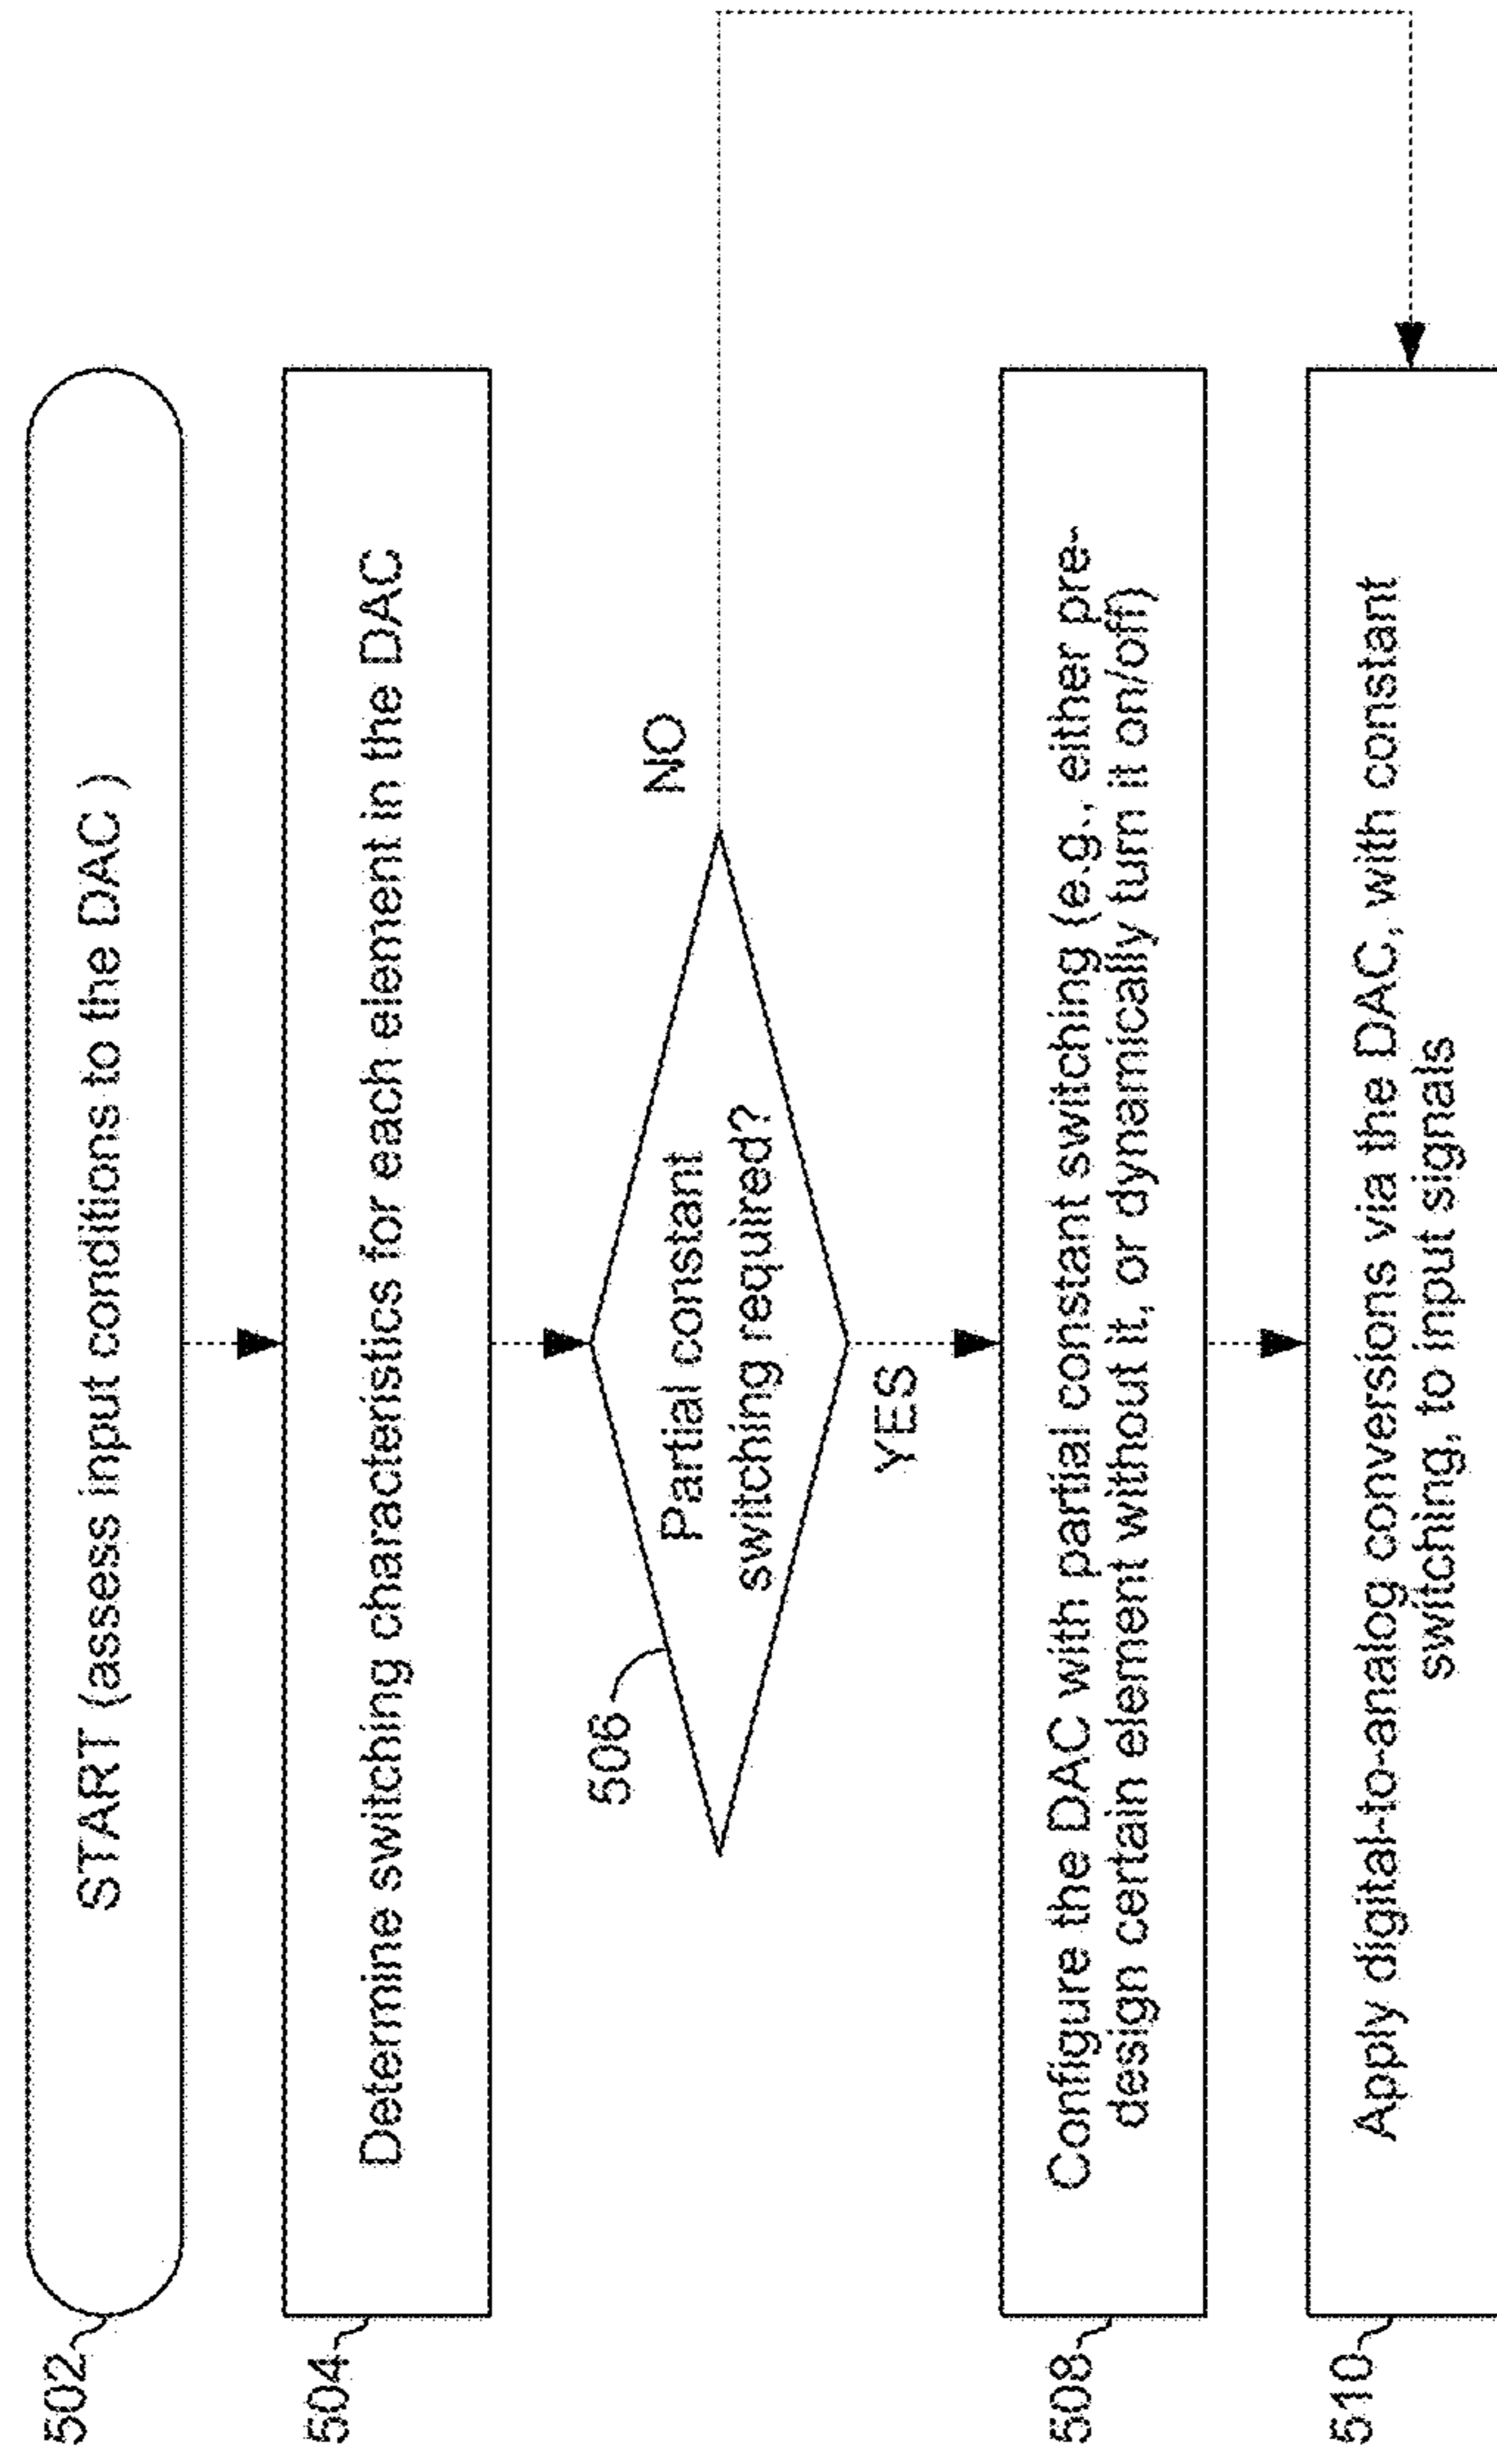 502
START (assess input conditions to the DAC )
504
Determine switching characteristics for each element in the DAC
506
Partial constant
switching required?
NO
YES
508
Configure the DAC with partial constant switching (e.g., either pre-
design certain element without it, or dynamically turn it on/off)
510
Apply digital-to-analog conversions via the DAC, with constant
switching, to input signals